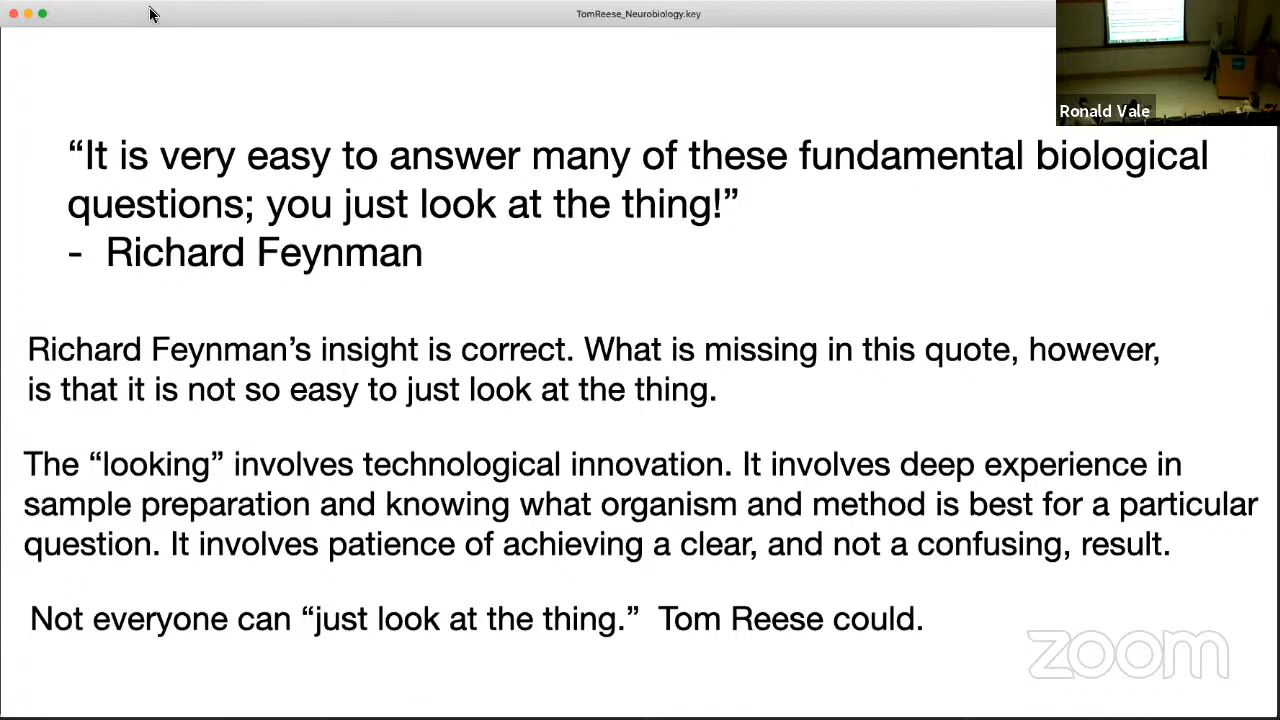 TomReese_Neurobiology.key
Ronald Vale
“It is very easy to answer many of these fundamental biological
questions; you just look at the thing!”
- Richard Feynman
Richard Feynman’s insight is correct. What is missing in this quote, however,
is that it is not so easy to just look at the thing.
The “looking” involves technological innovation. It involves deep experience in
sample preparation and knowing what organism and method is best for a particular
question. It involves patience of achieving a clear, and not a confusing, result.
Not everyone can “just look at the thing.” Tom Reese could.
zoom